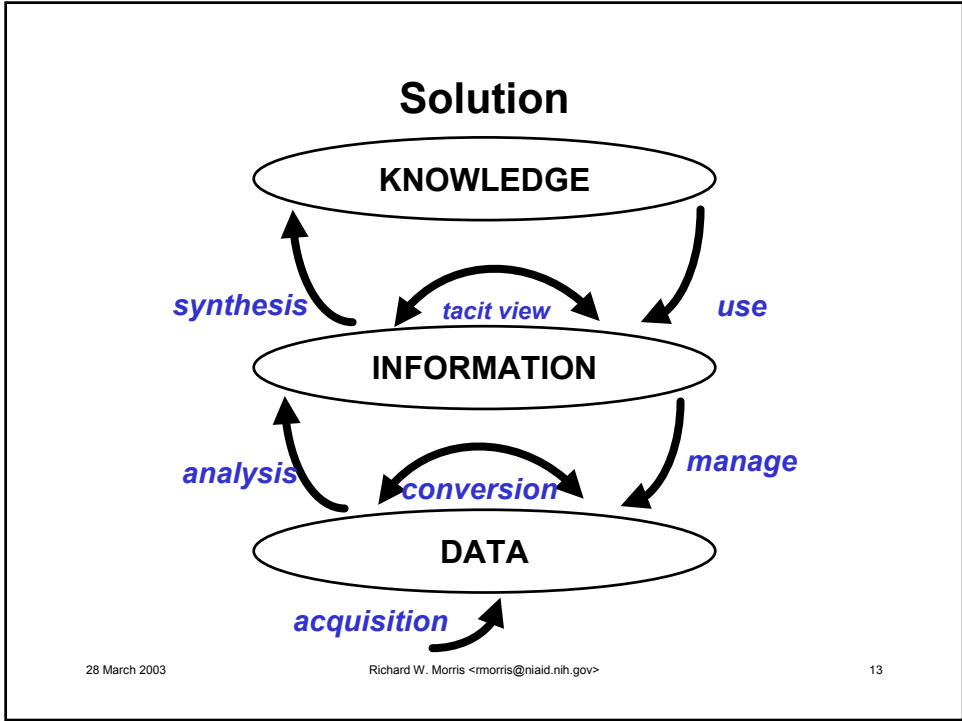 Solution
KNOWLEDGE
synthesis
tacit view
use
INFORMATION
analysis
conversion
manage
DATA
acquisition
28 March 2003
Richard W. Morris <rmorris@niaid.nih.gov>
13